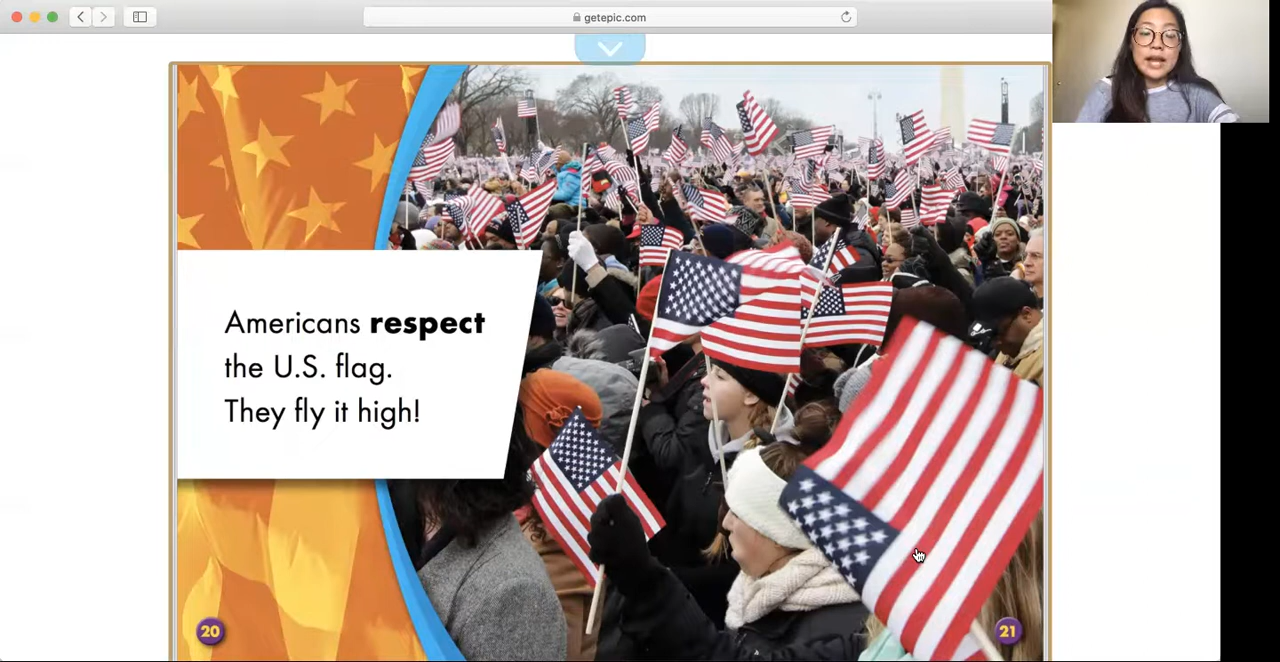 getepic.com
Americans respect
the U.S. flag.
They fly it high!
20
21